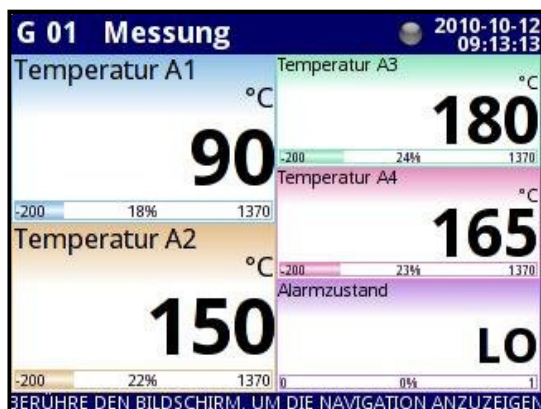 G 01 Messung
2010-10-12
09:13:13
Temperatur A1
°C
90
-200 18% 1370
Temperatur A2
°C
150
-200 22% 1370
Temperatur A3
°C
180
-200 24% 1370
Temperatur A4
°C
165
-200 23% 1370
Alarmzustand
LO
0 0% 1
BERÜHRE DEN BILDSCHIRM, UM DIE NAVIGATION ANZUZEIGEN